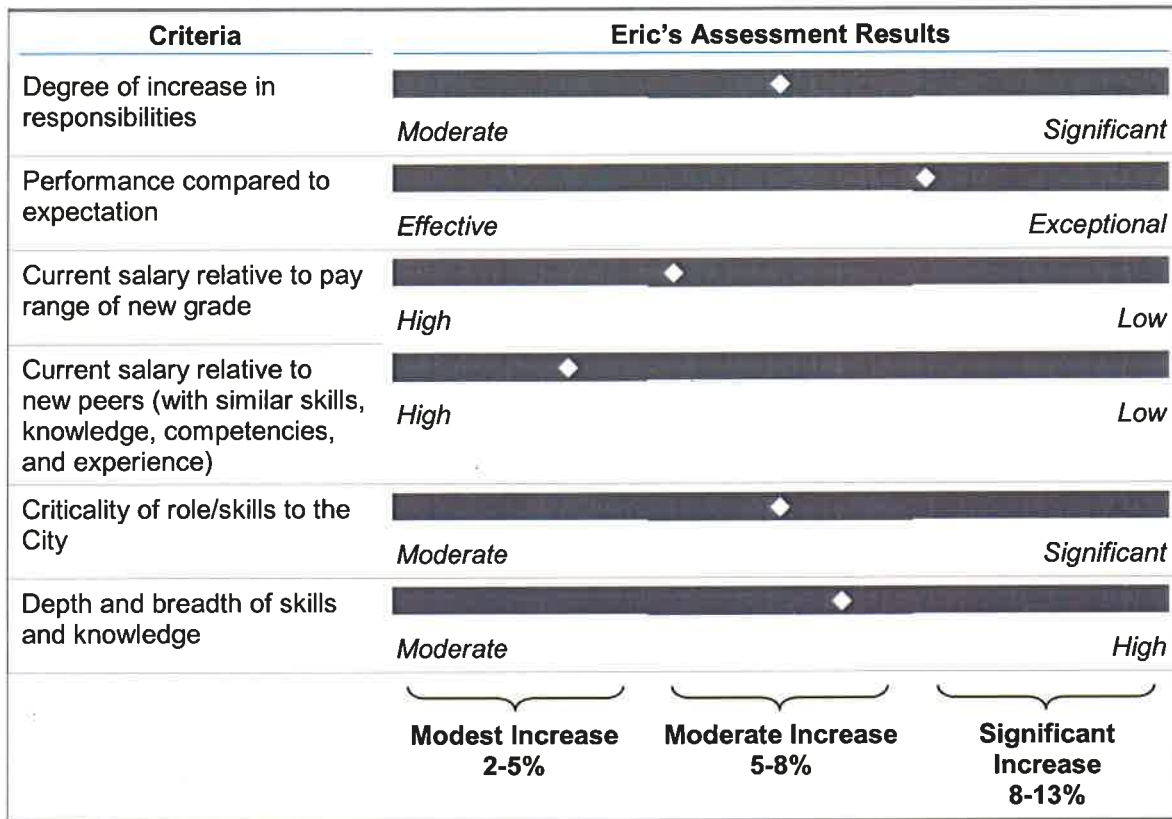 Criteria
Eric's Assessment Results
Degree of increase in
responsibilities
Moderate
Significant
Performance compared to
expectation
Effective
Exceptional
Current salary relative to pay
range of new grade
High
Low
Current salary relative to
new peers (with similar skills,
knowledge, competencies,
and experience)
High
Low
Criticality of role/skills to the
City
Moderate
Significant
Depth and breadth of skills
and knowledge
Moderate
High
Modest Increase
2-5%
Moderate Increase
5-8%
Significant
Increase
8-13%